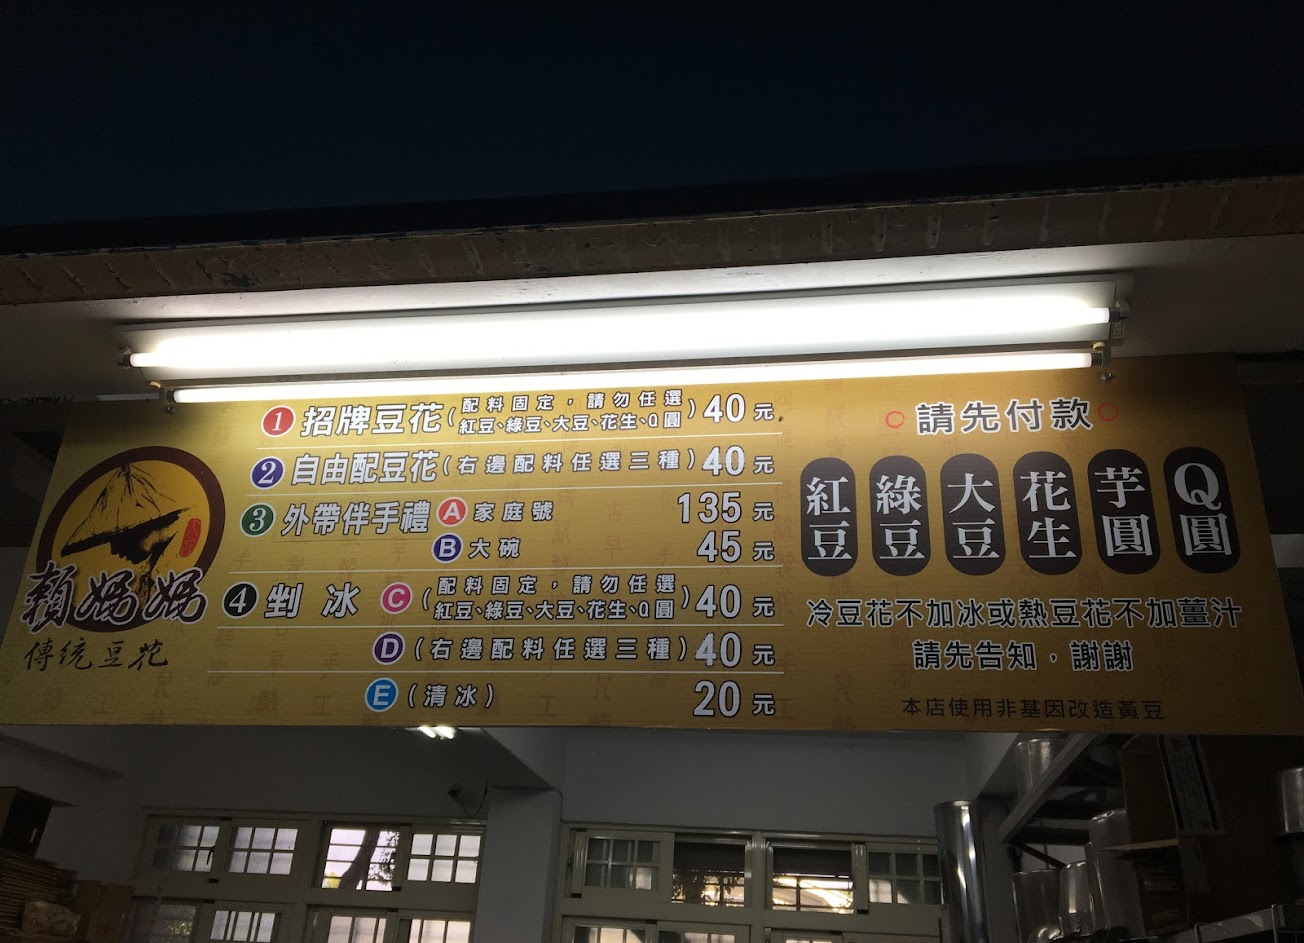 賴媽媽
傳統豆花
1 招牌豆花(配料固定，請勿任選 紅豆、綠豆、大豆、花生、Q圓)40元
2 自由配豆花(右邊配料任選三種)40元
3 外帶伴手禮 A 家庭號 135元
B 大碗 45元
4 剉冰 C (配料固定，請勿任選 紅豆、綠豆、大豆、花生、Q圓)40元
D (右邊配料任選三種)40元
E (清冰) 20元
請先付款
紅豆 綠豆 大豆 花生 芋圓 Q圓
冷豆花不加冰或熱豆花不加薑汁
請先告知，謝謝
本店使用非基因改造黃豆